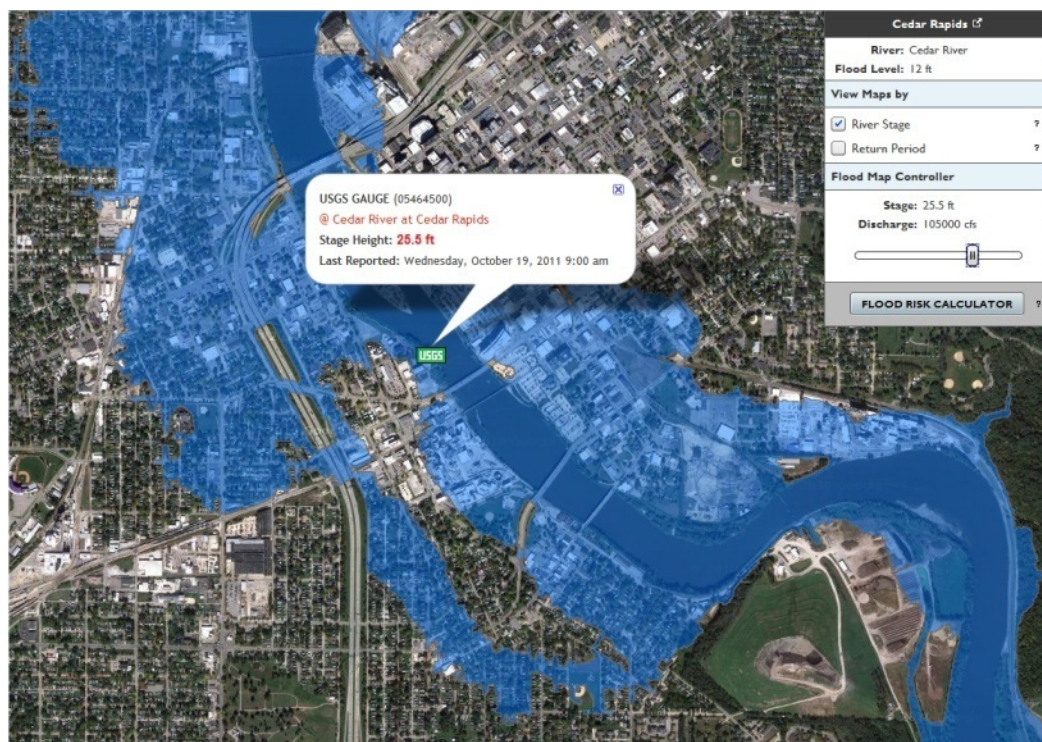 Cedar Rapids
River: Cedar River
Flood Level: 12 ft
View Maps by
River Stage ?
Return Period ?
Flood Map Controller
Stage: 25.5 ft
Discharge: 105000 cfs
FLOOD RISK CALCULATOR ?
USGS GAUGE (05464500)
@ Cedar River at Cedar Rapids
Stage Height: 25.5 ft
Last Reported: Wednesday, October 19, 2011 9:00 am
USGS